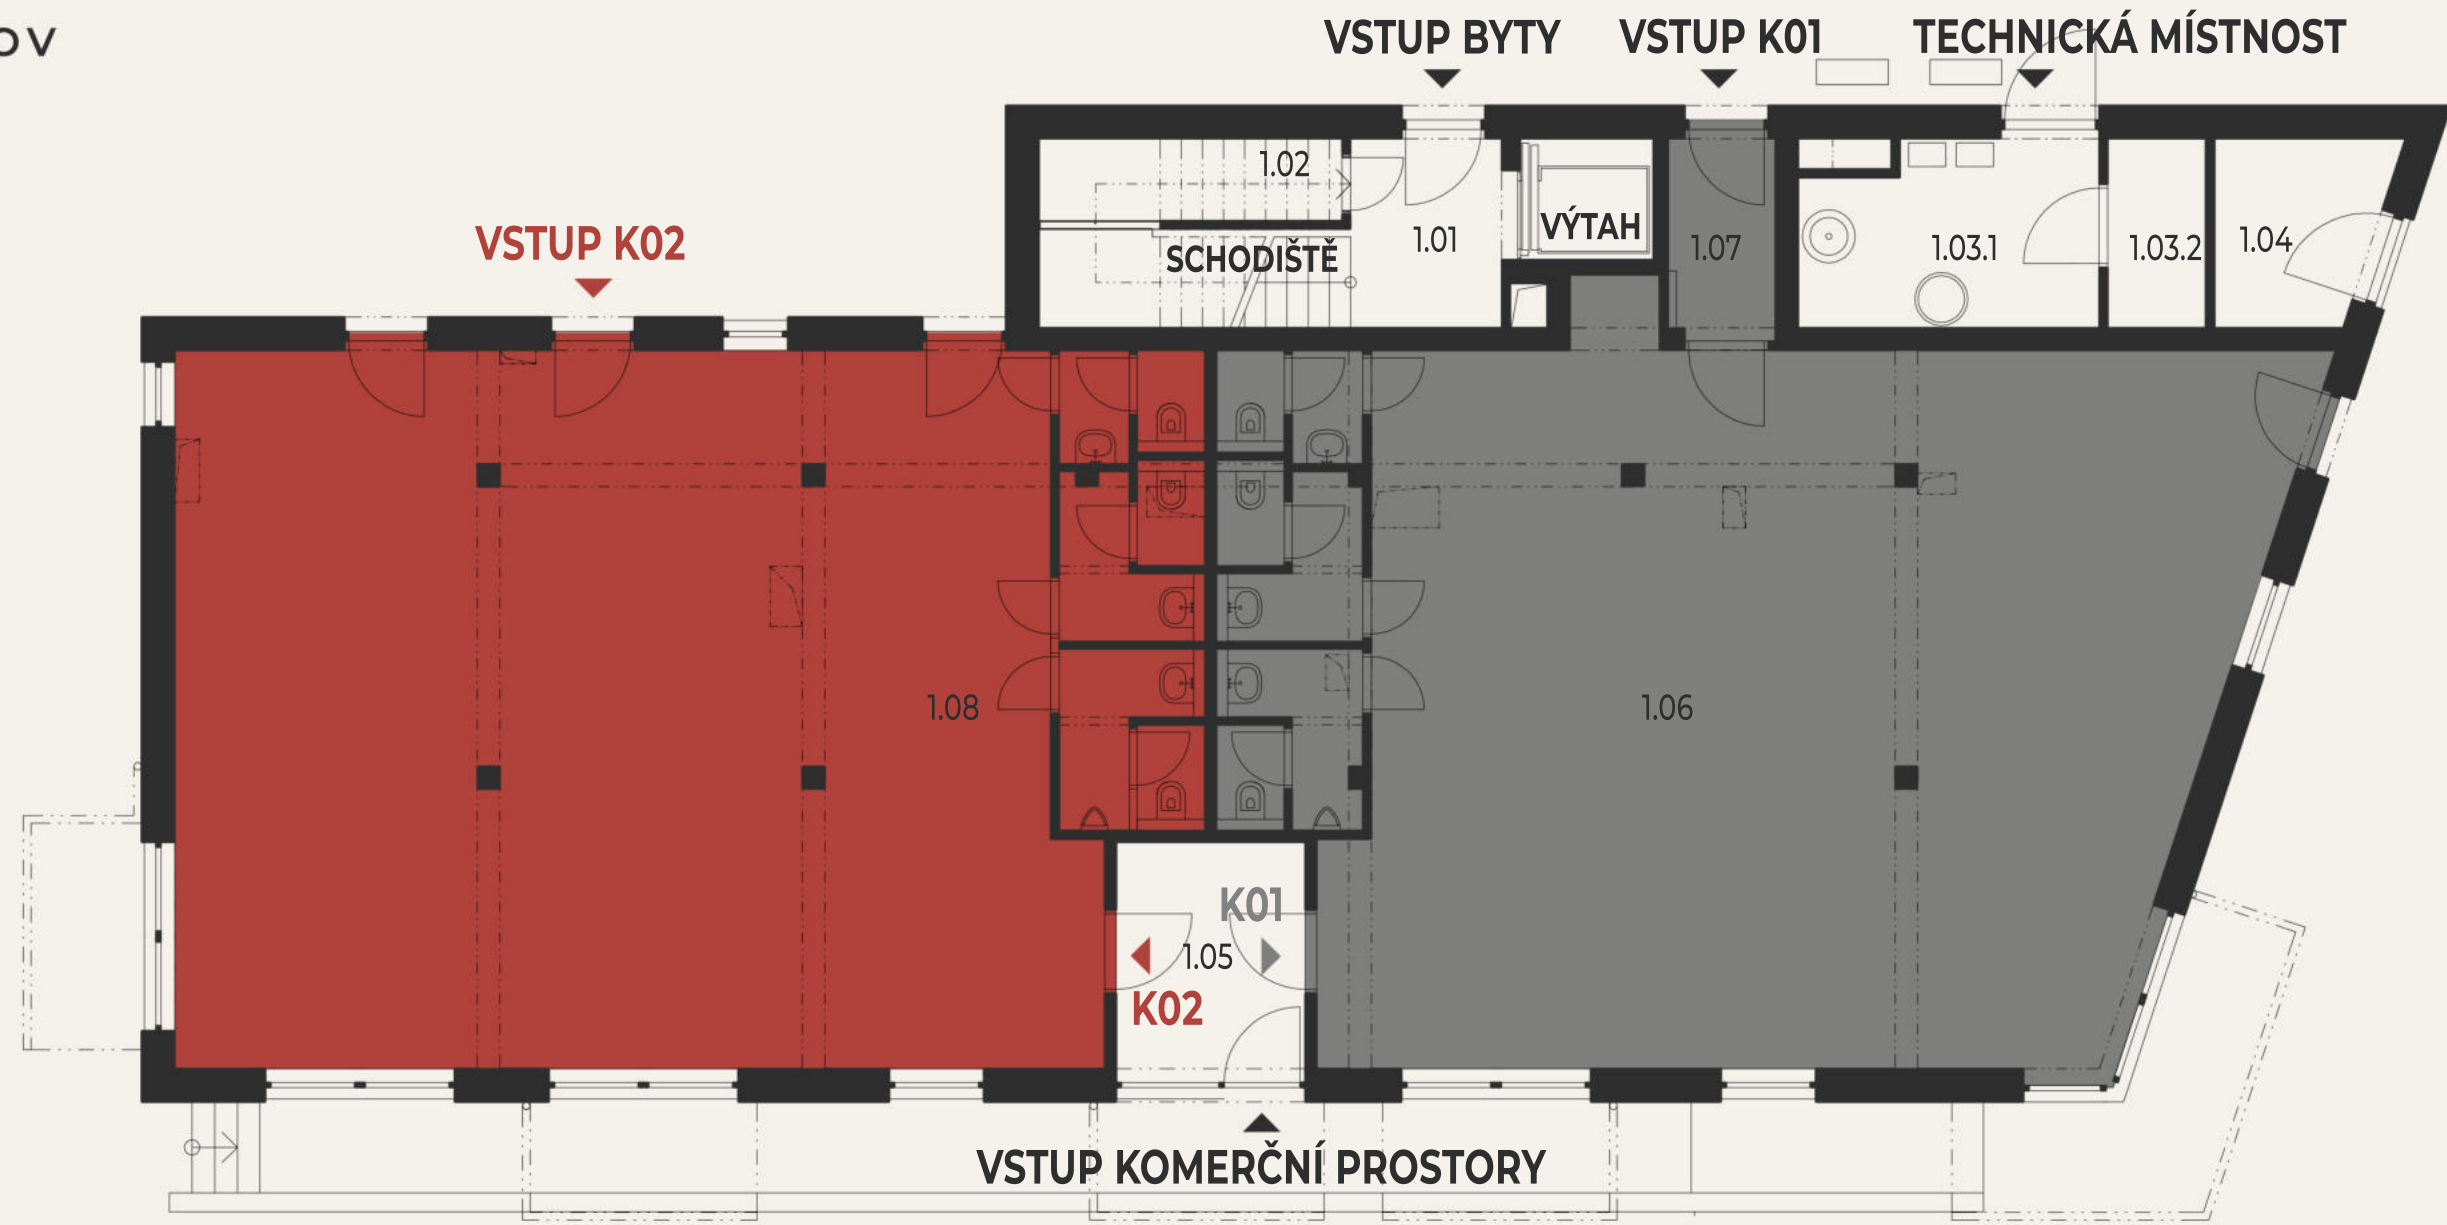 OV
VSTUP BYTY
VSTUP K01
TECHNICKÁ MÍSTNOST
1.02
VSTUP K02
SCHODIŠTĚ
1.01
VÝTAH
1.07
1.03.1
1.03.2
1.04
1.08
1.06
K01
1.05
K02
VSTUP KOMERČNÍ PROSTORY